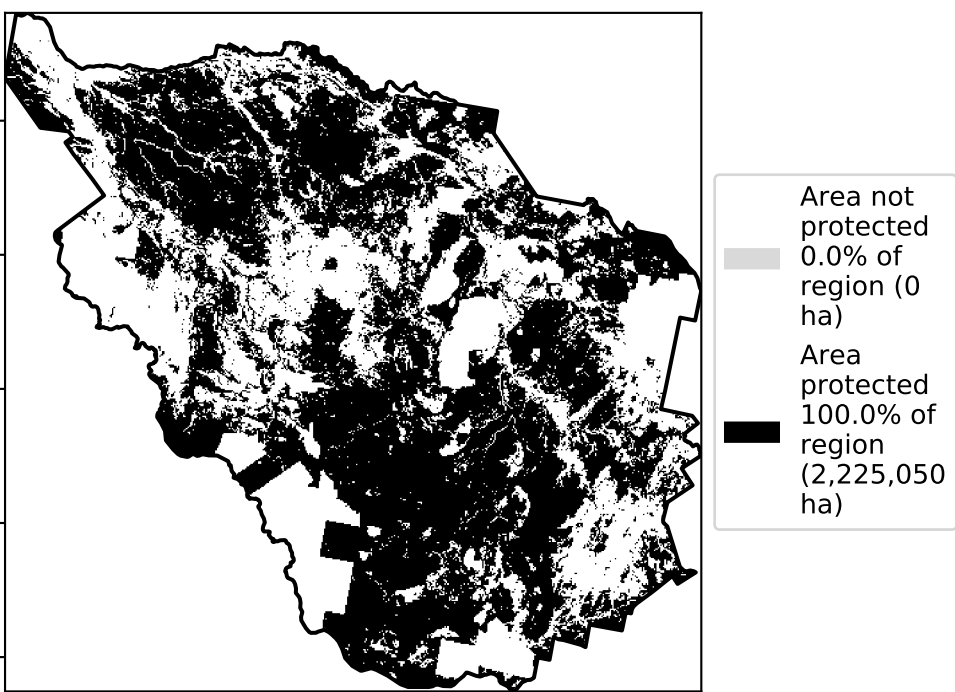 Area not
protected
0.0% of
region (0
ha)
Area
protected
100.0% of
region
(2,225,050
ha)